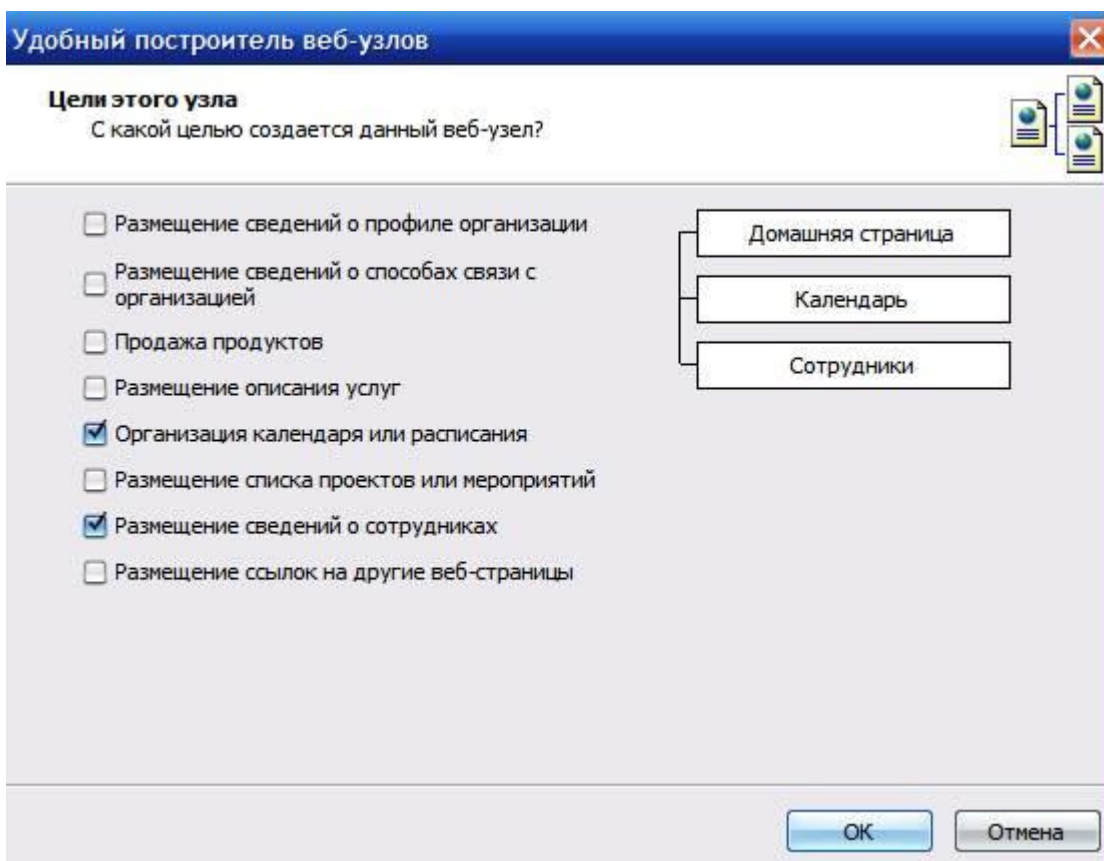 Удобный построитель веб-узлов
Цели этого узла
С какой целью создается данный веб-узел?
Размещение сведений о профиле организации
Размещение сведений о способах связи с
организацией
Продажа продуктов
Размещение описания услуг
Организация календаря или расписания
Размещение списка проектов или мероприятий
Размещение сведений о сотрудниках
Размещение ссылок на другие веб-страницы
Домашняя страница
Календарь
Сотрудники
ОК
Отмена